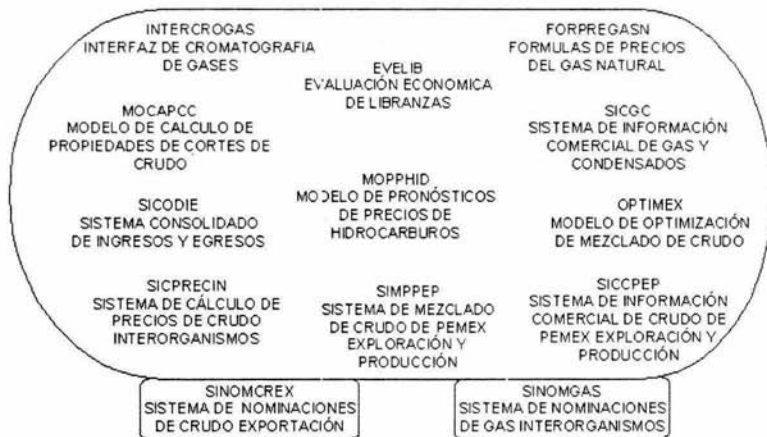 INTERCROGAS
INTERFAZ DE CROMATOGRAFIA
DE GASES
EVELIB
EVALUACIÓN ECONOMICA
DE LIBRANZAS
FORPREGASN
FORMULAS DE PRECIOS
DEL GAS NATURAL
MOCAPCC
MODELO DE CALCULO DE
PROPIEDADES DE CORTES DE
CRUDO
SICGC
SISTEMA DE INFORMACIÓN
COMERCIAL DE GAS Y
CONDENSADOS
MOPPHID
MODELO DE PRONÓSTICOS
DE PRECIOS DE
HIDROCARBUROS
SICODIE
SISTEMA CONSOLIDADO
DE INGRESOS Y EGRESOS
OPTIMEX
MODELO DE OPTIMIZACIÓN
DE MEZCLADO DE CRUDO
SICPRECIN
SISTEMA DE CÁLCULO DE
PRECIOS DE CRUDO
INTERORGANISMOS
SIMPPEP
SISTEMA DE MEZCLADO
DE CRUDO DE PEMEX
EXPLORACIÓN Y
PRODUCCIÓN
SICCPEP
SISTEMA DE INFORMACIÓN
COMERCIAL DE CRUDO DE
PEMEX EXPLORACIÓN Y
PRODUCCIÓN
SINOMCREX
SISTEMA DE NOMINACIONES
DE CRUDO EXPORTACIÓN
SINOMGAS
SISTEMA DE NOMINACIONES
DE GAS INTERORGANISMOS